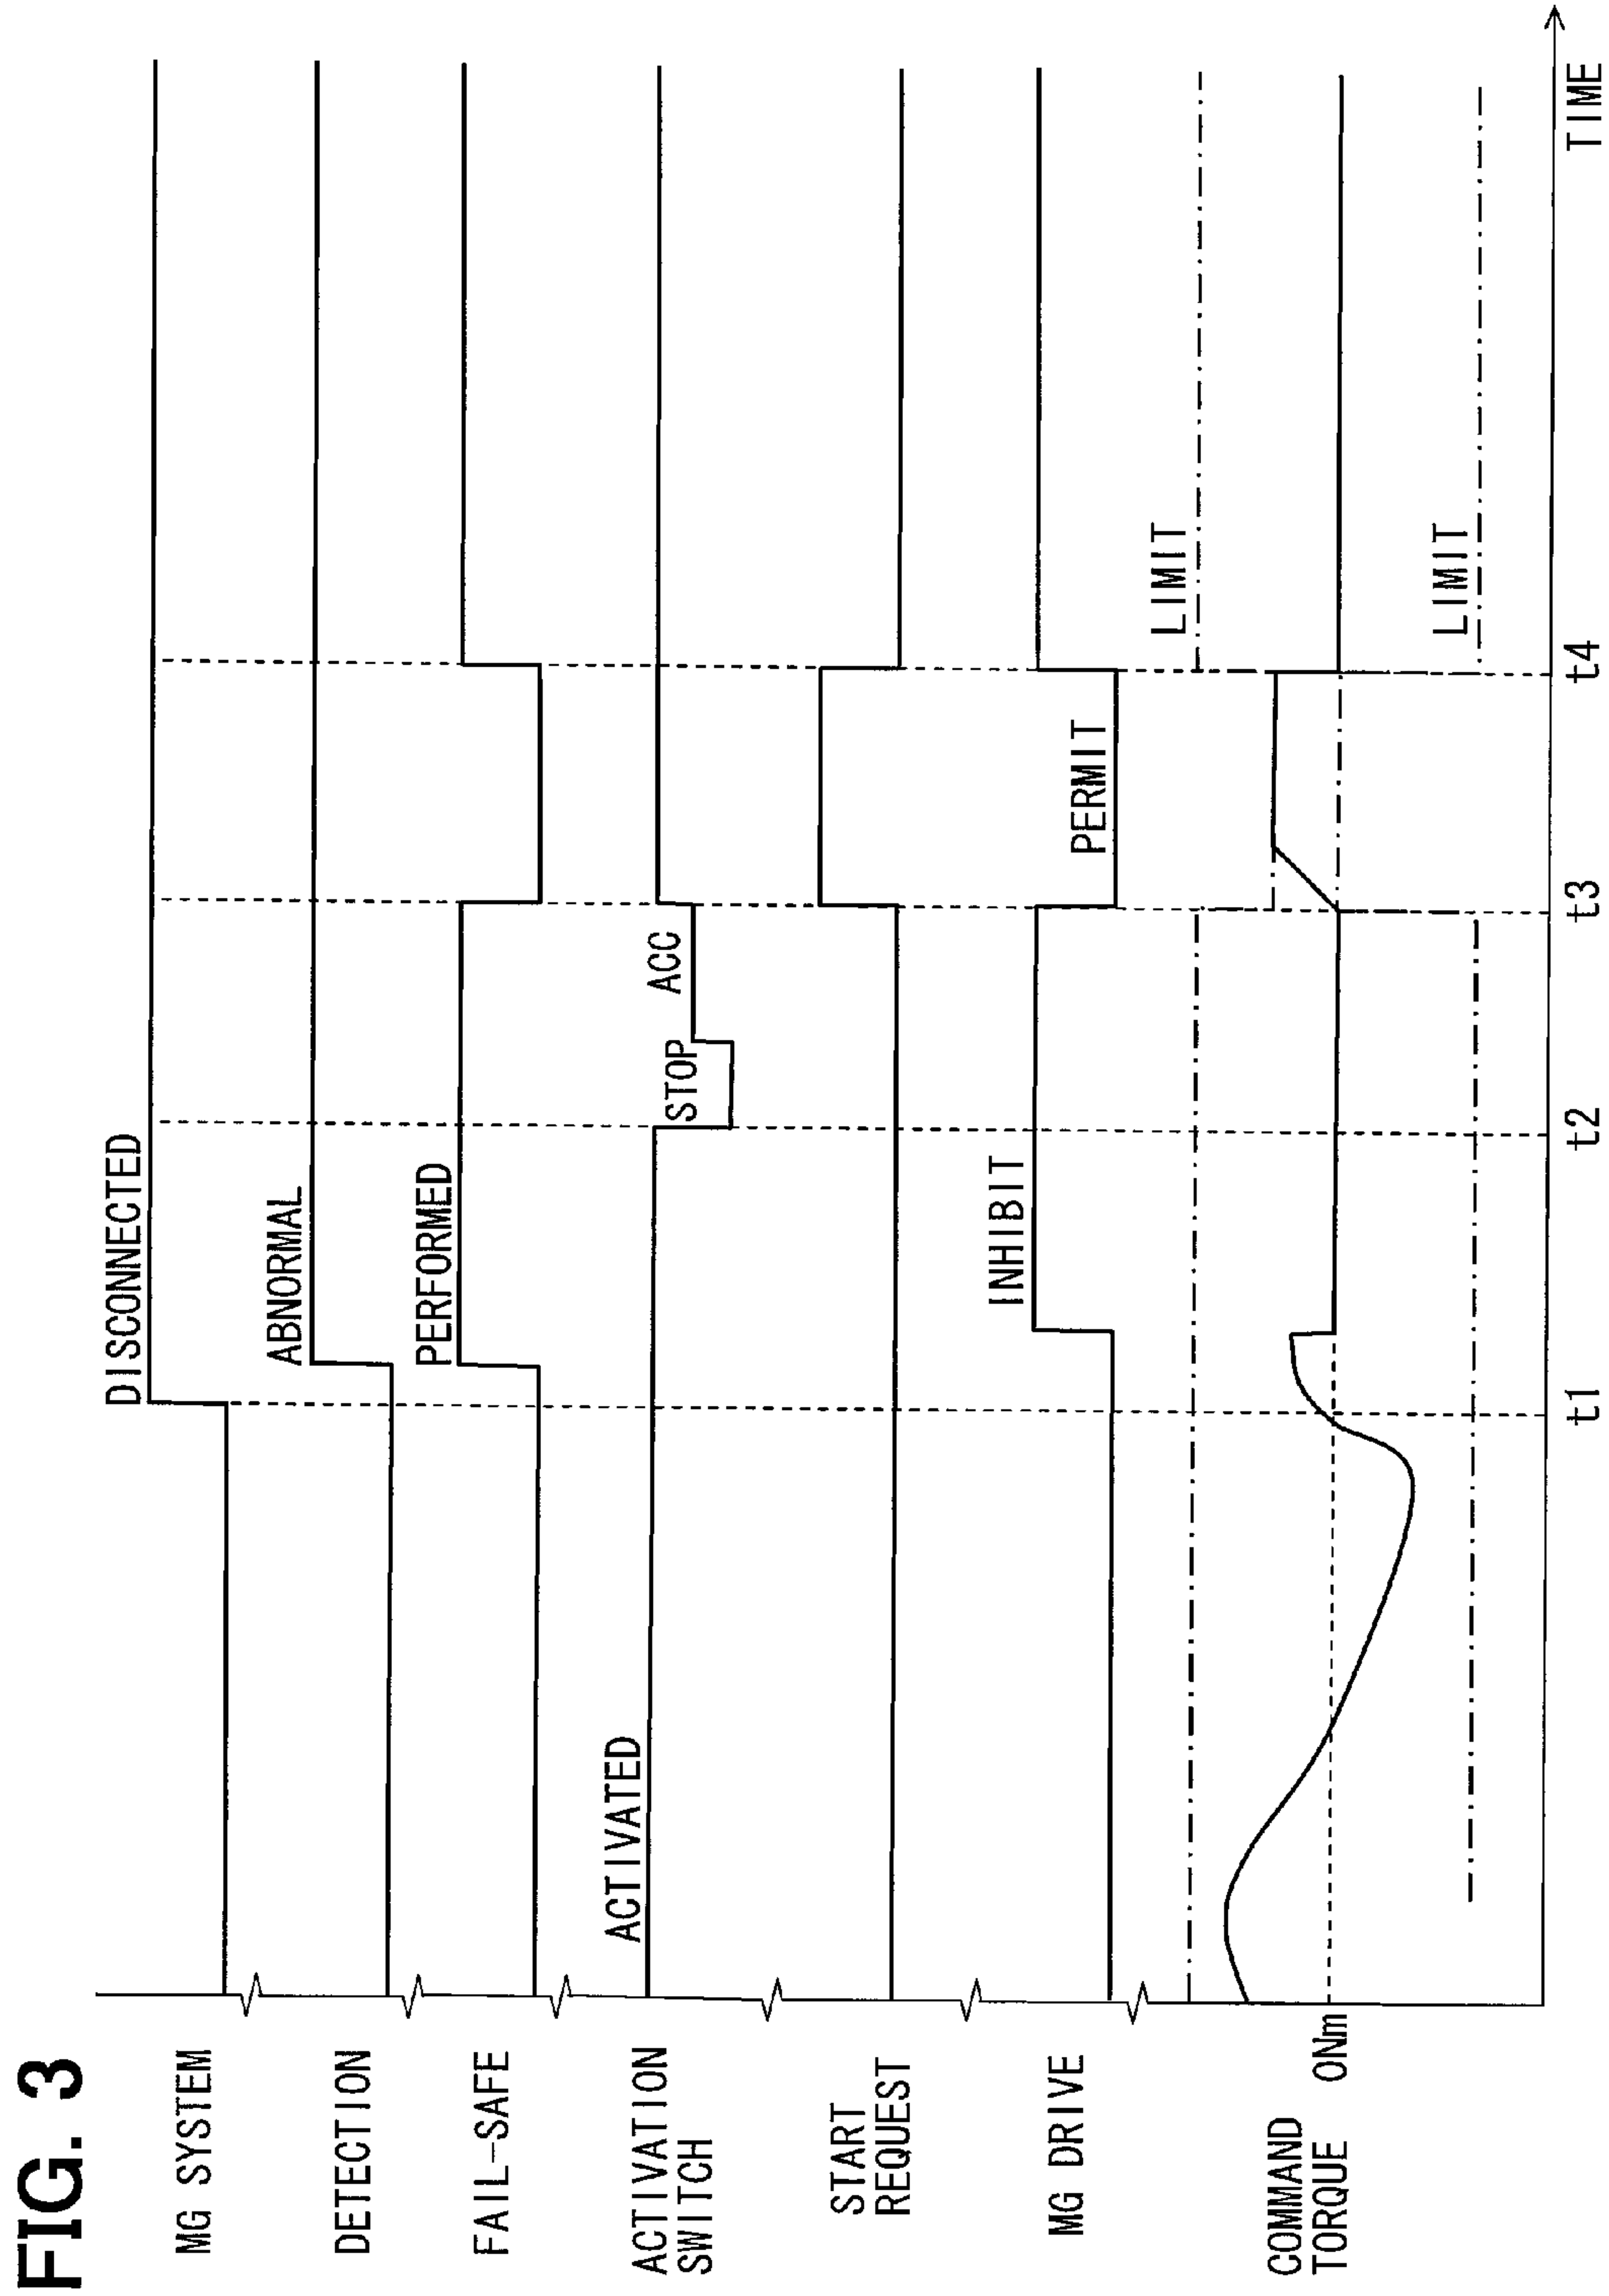 FIG. 3
MG SYSTEM
DISCONNECTED
DETECTION
ABNORMAL
FAIL-SAFE
PERFORMED
ACTIVATION
SWITCH
ACTIVATED
STOP
ACC
START
REQUEST
MG DRIVE
INHIBIT
PERMIT
COMMAND
TORQUE
0Nm
LIMIT
LIMIT
t1
t2
t3
t4
TIME